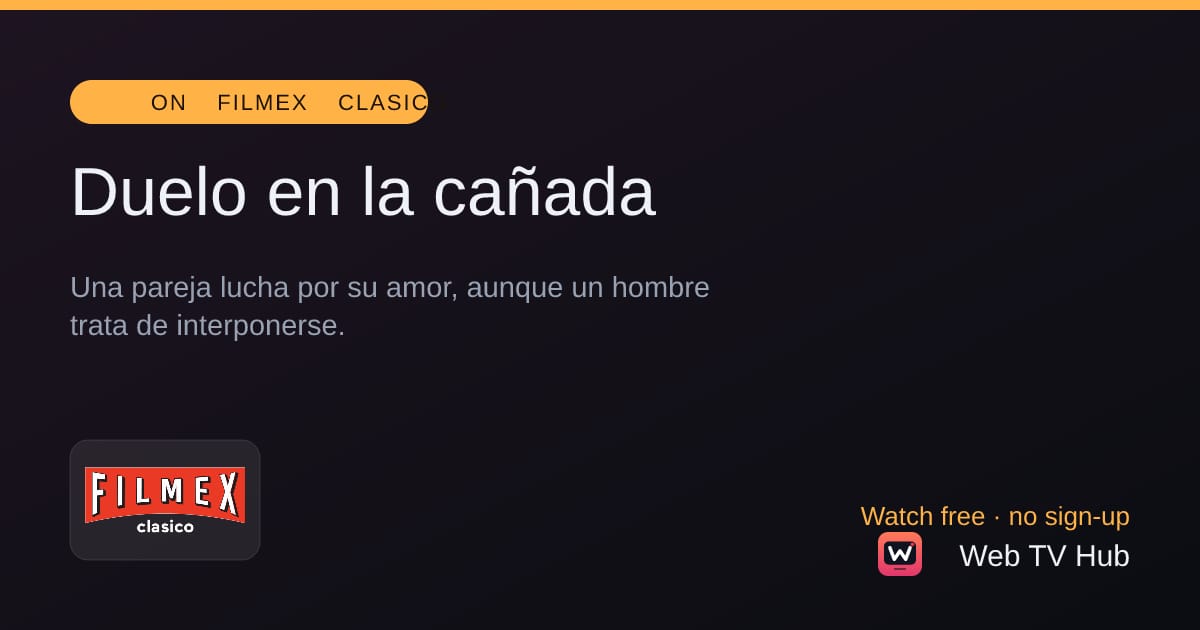 ON FILMEX CLASIC
Duelo en la cañada
Una pareja lucha por su amor, aunque un hombre
trata de interponerse.
FILMEX
clasico
Watch free · no sign-up
W
Web TV Hub